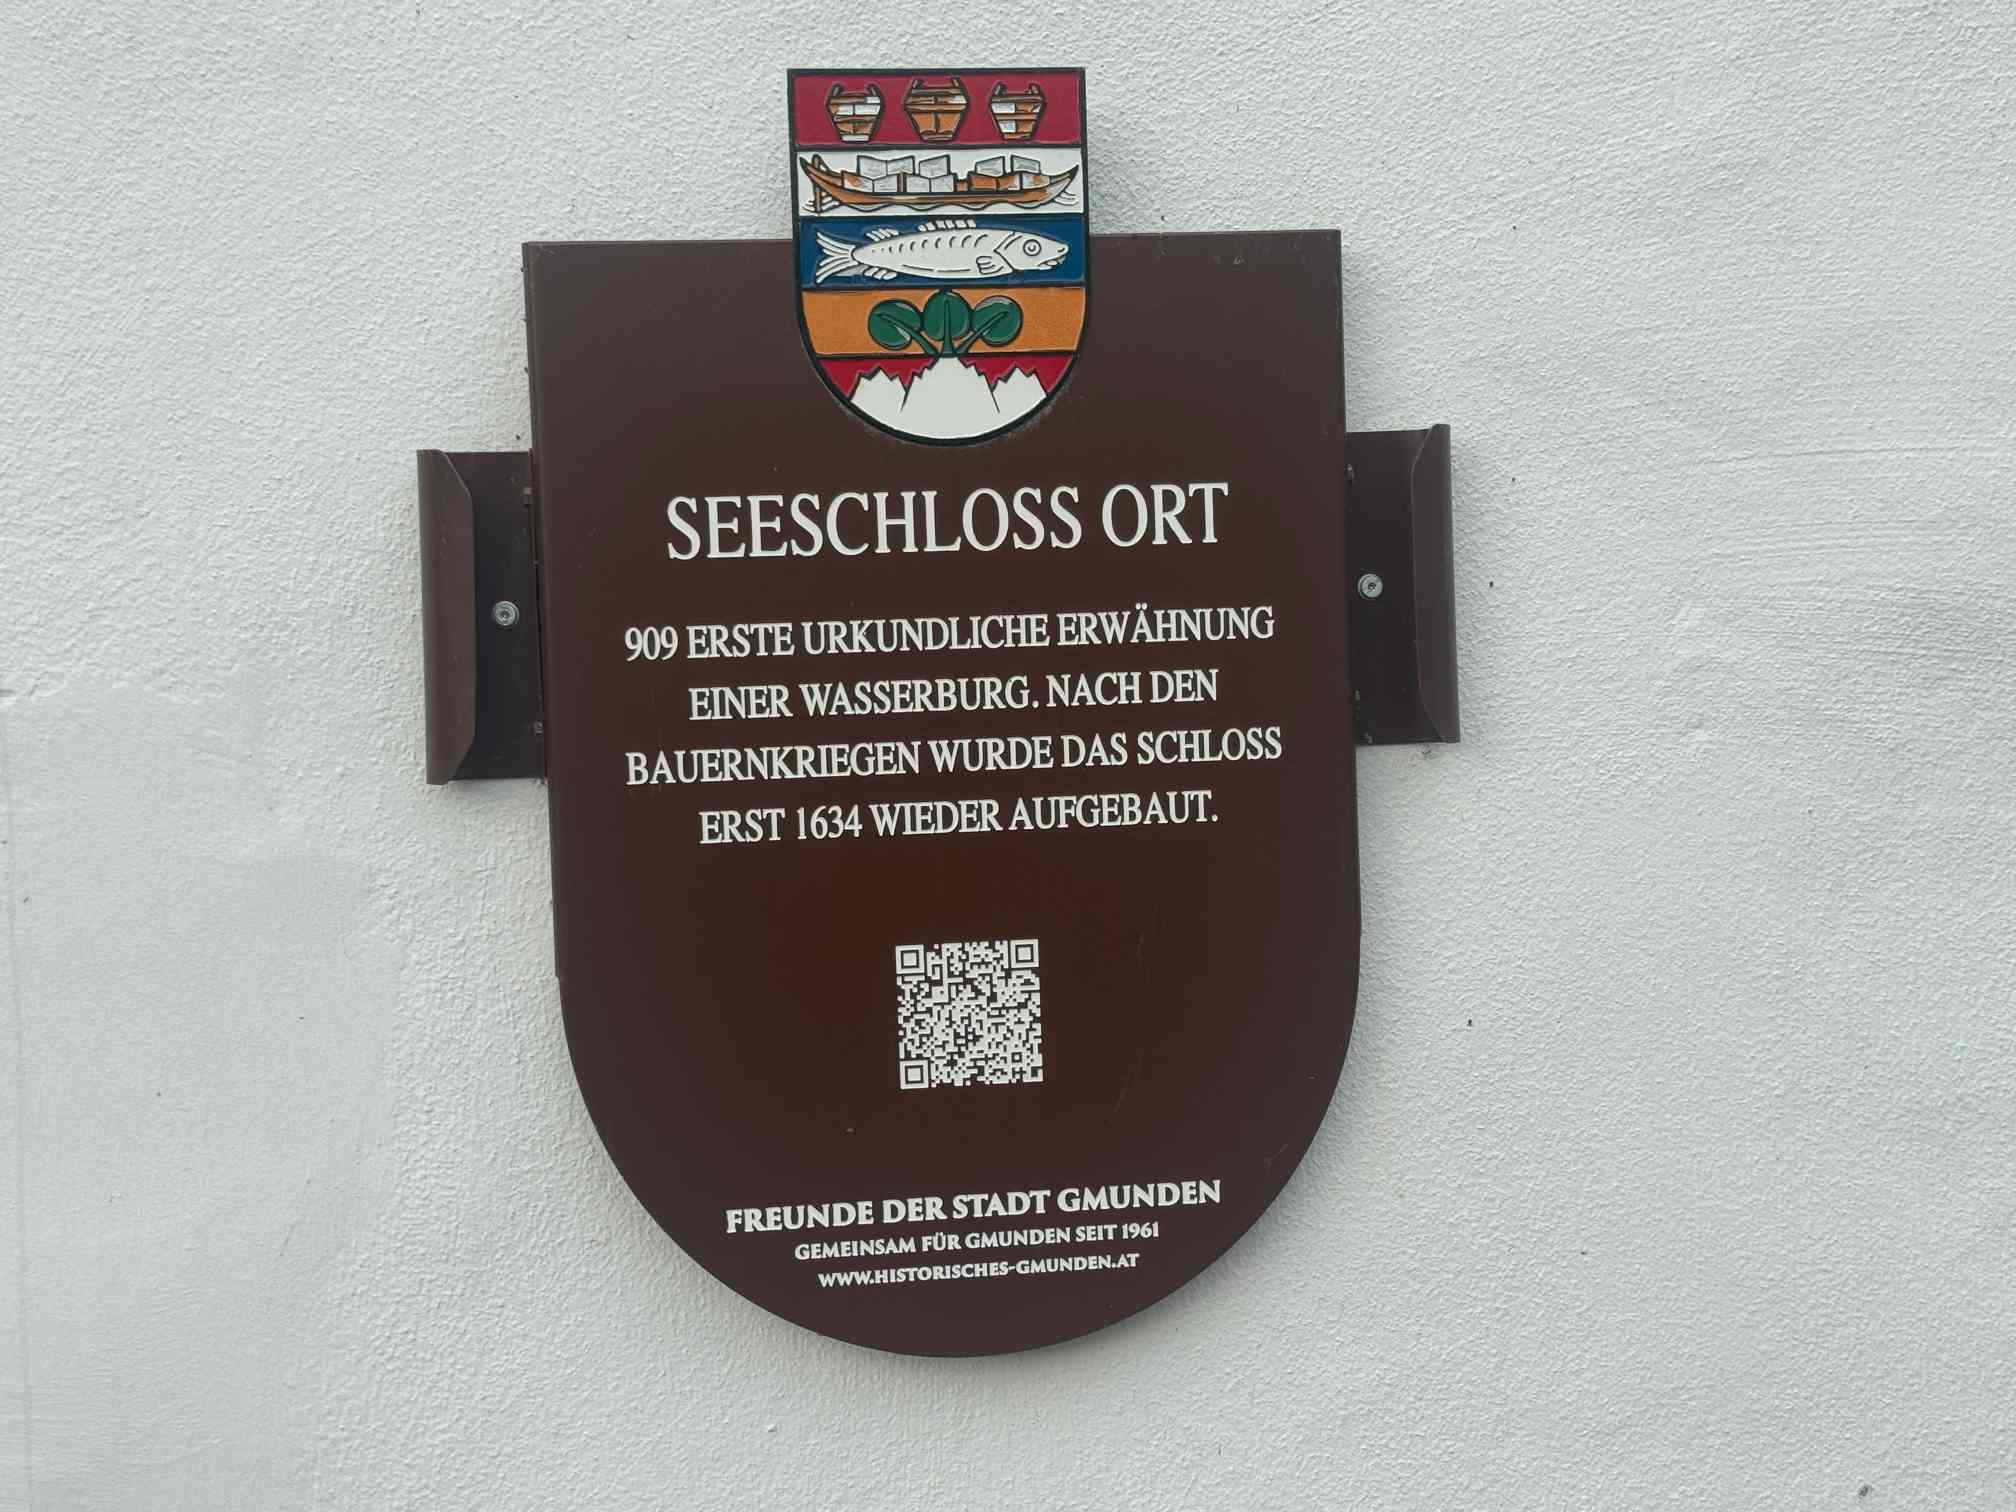 SEESCHLOSS ORT
909 ERSTE URKUNDLICHE ERWÄHNUNG
EINER WASSERBURG. NACH DEN
BAUERNKRIEGEN WURDE DAS SCHLOSS
ERST 1634 WIEDER AUFGEBAUT.
FREUNDE DER STADT GMUNDEN
GEMEINSAM FÜR GMUNDEN SEIT 1961
WWW.HISTORISCHES-GMUNDEN.AT